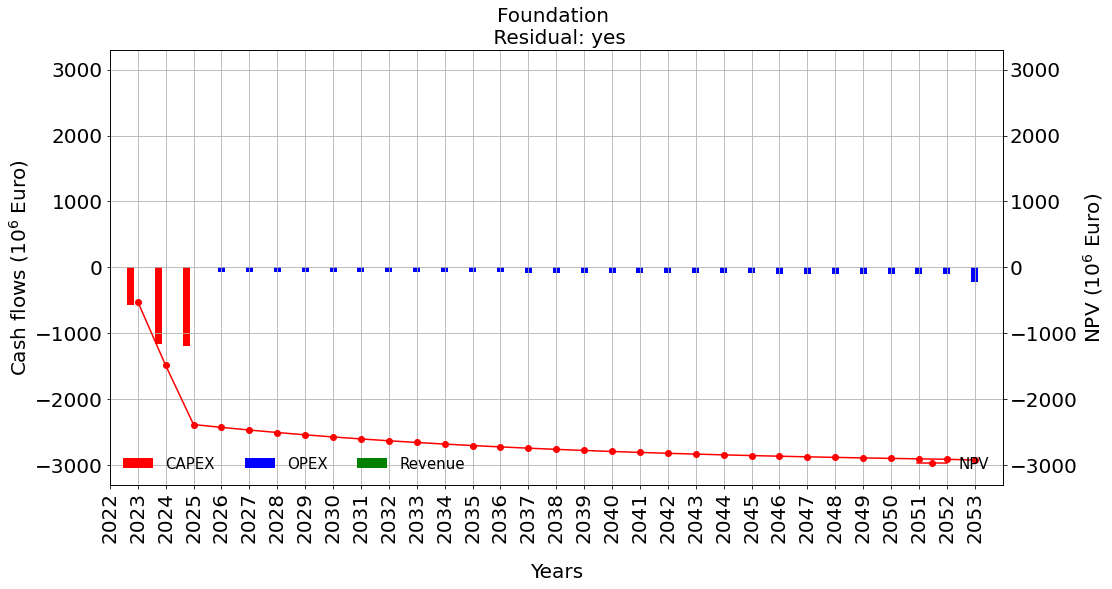 Foundation
Residual: yes
Cash flows (10⁶ Euro)
3000
2000
1000
0
−1000
−2000
−3000
3000
2000
1000
0
−1000
−2000
−3000
NPV (10⁶ Euro)
CAPEX OPEX Revenue NPV
2022 2023 2024 2025 2026 2027 2028 2029 2030 2031 2032 2033 2034 2035 2036 2037 2038 2039 2040 2041 2042 2043 2044 2045 2046 2047 2048 2049 2050 2051 2052 2053
Years